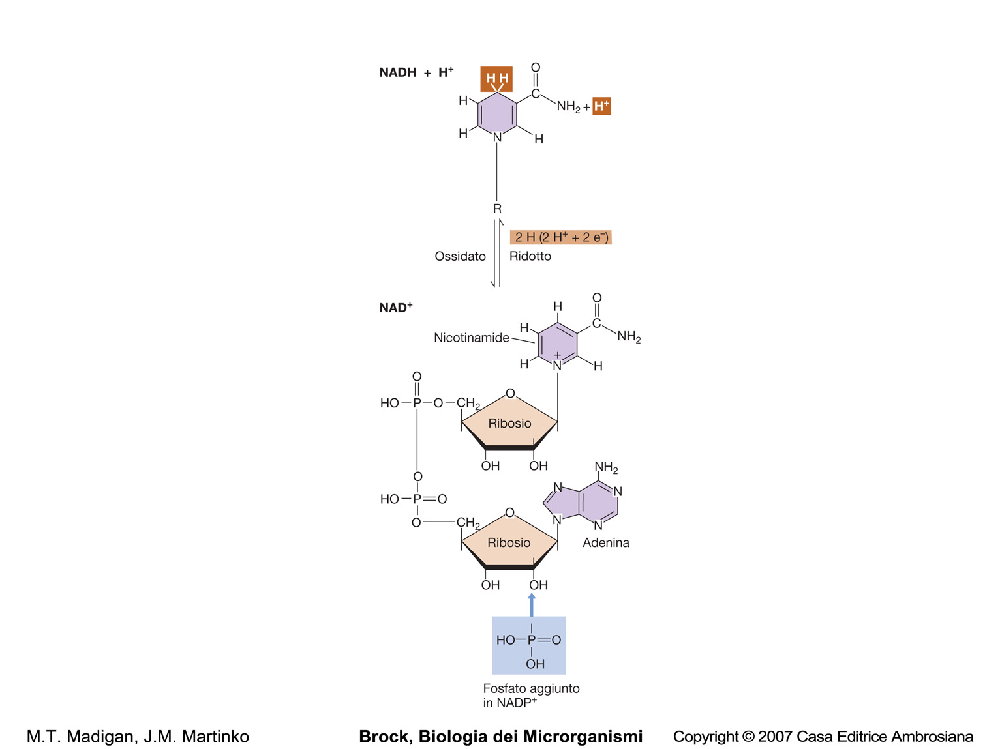 NADH + H⁺
H H
O
C
H
NH₂ + H⁺
H
N
H
R
2 H (2 H⁺ + 2 e⁻)
Ossidato
Ridotto
NAD⁺
H
O
H
C
Nicotinamide
NH₂
+
H
N
H
O
HO P O CH₂
O
Ribosio
OH OH
O
HO P O
O CH₂
NH₂
N
N
N
N
O
Ribosio
Adenina
OH OH
HO P O
OH
Fosfato aggiunto
in NADP⁺
M.T. Madigan, J.M. Martinko
Brock, Biologia dei Microrganismi
Copyright © 2007 Casa Editrice Ambrosiana